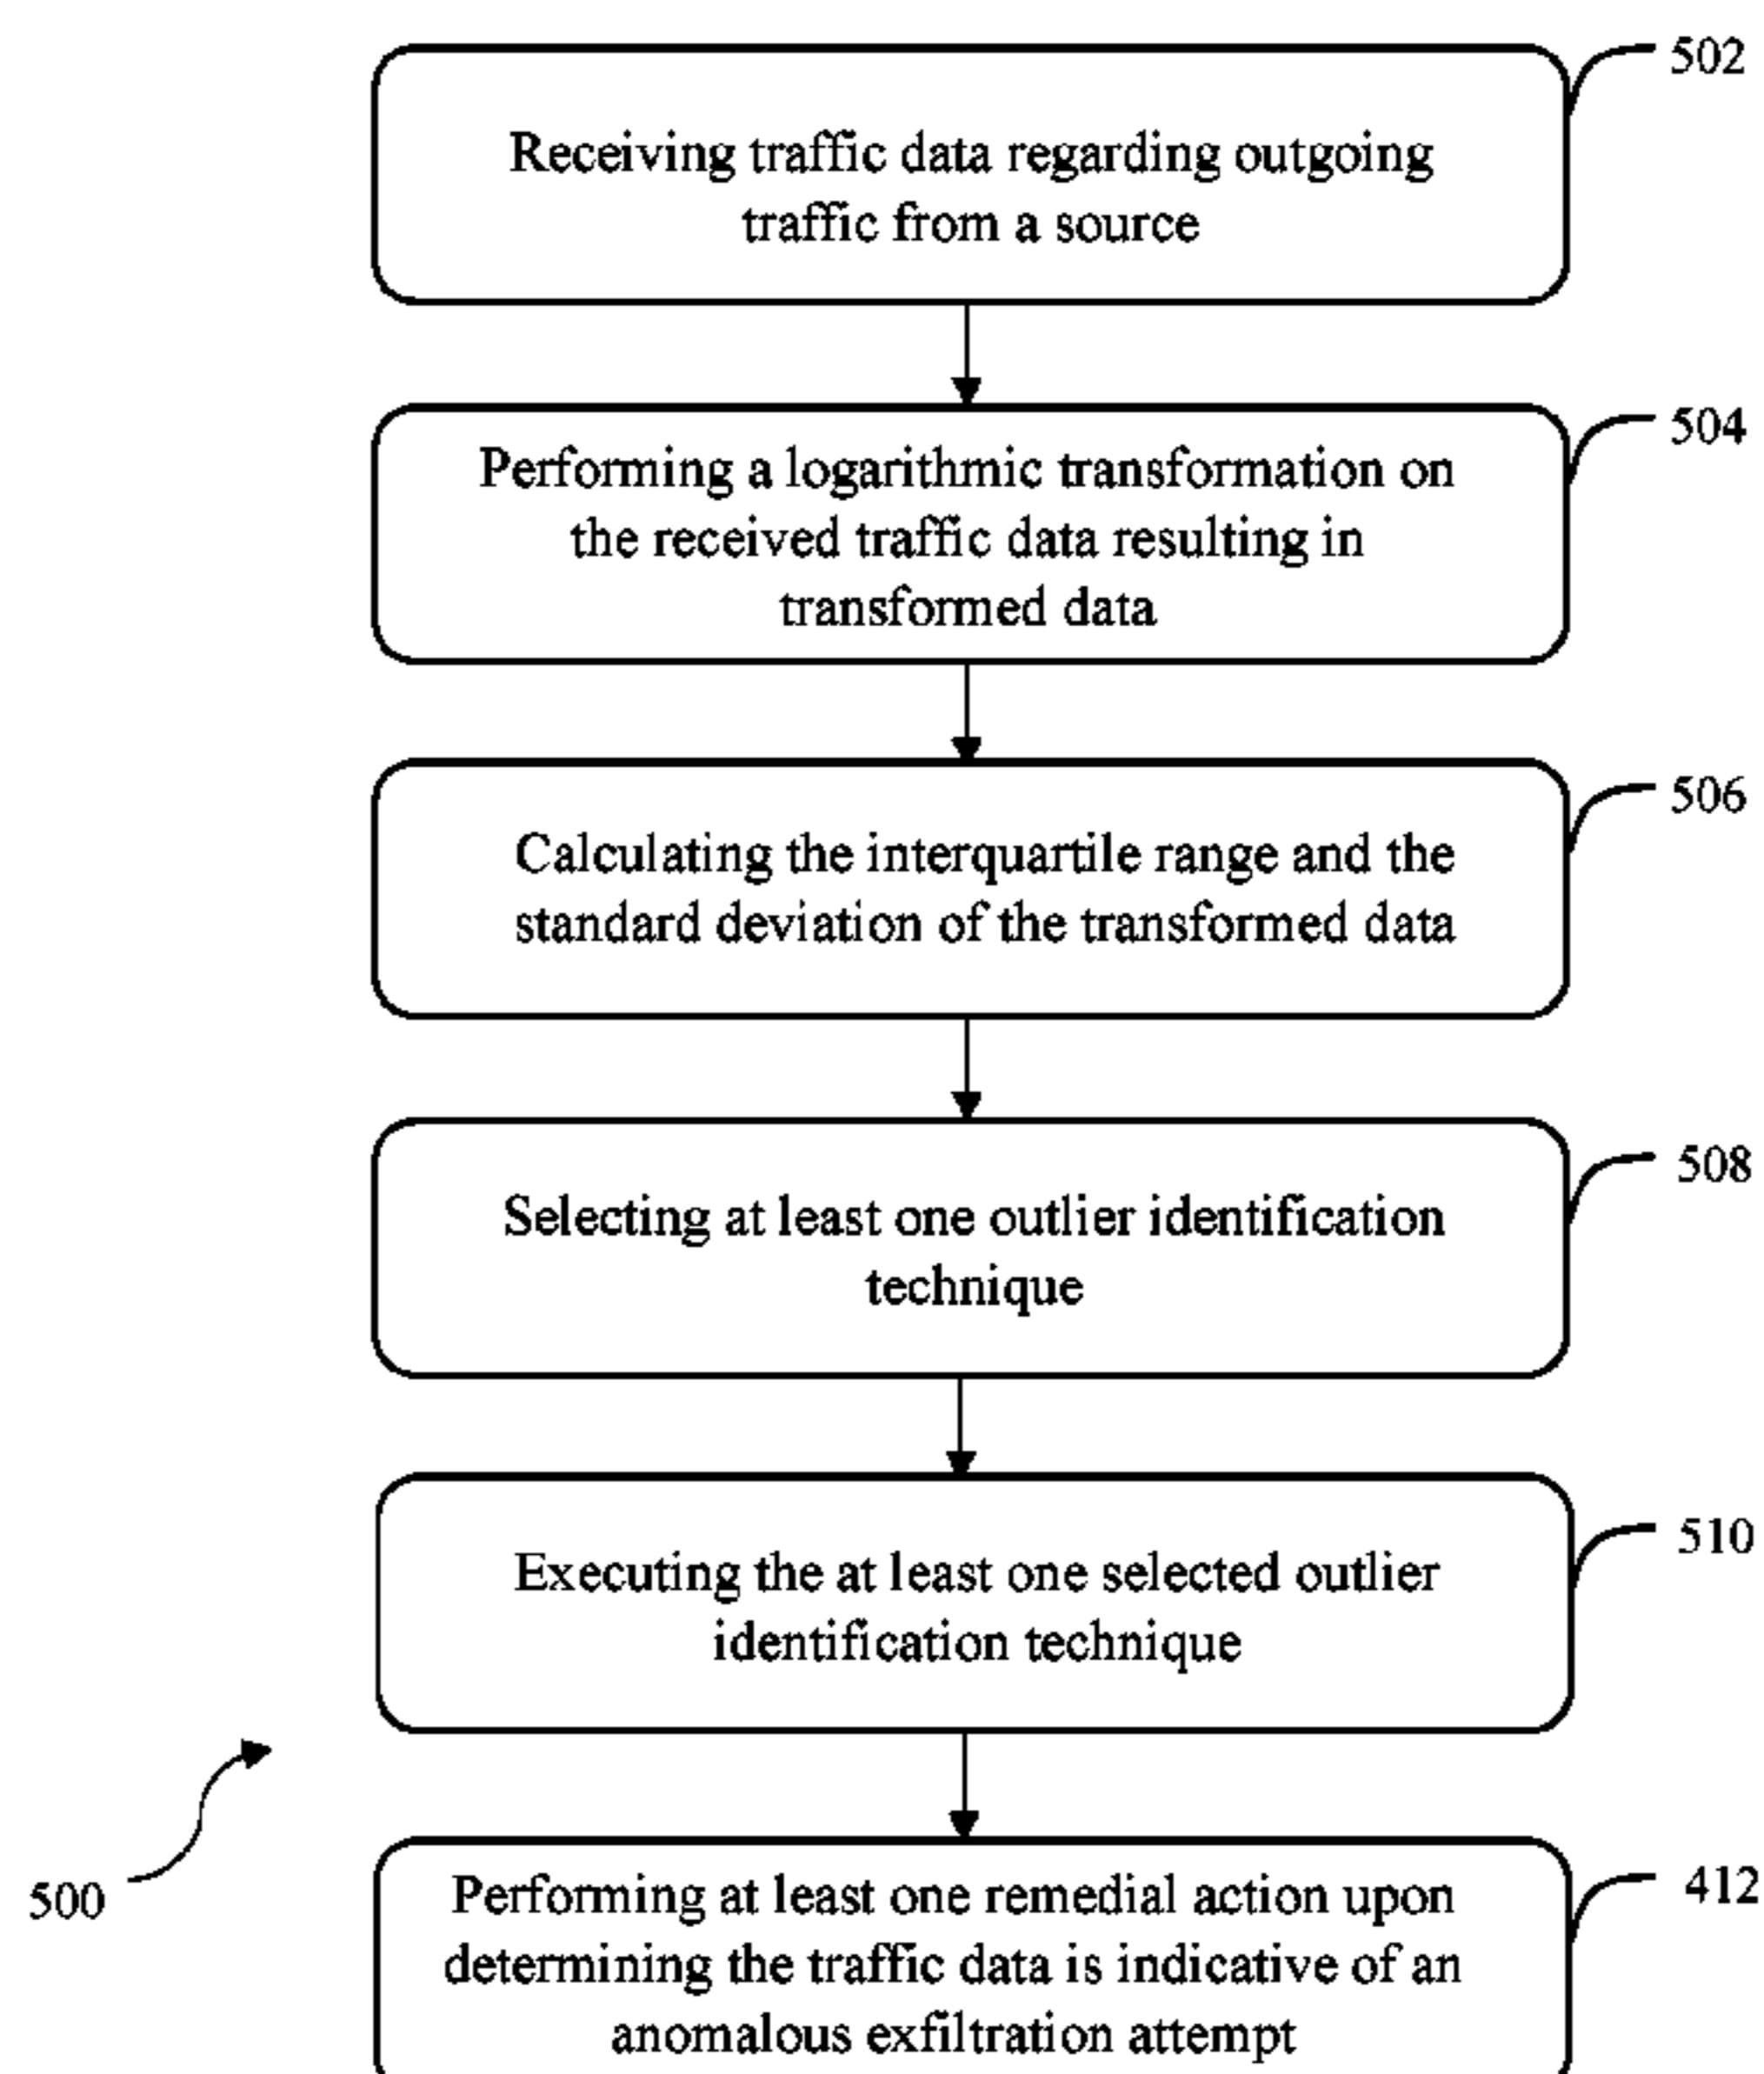 502
Receiving traffic data regarding outgoing
traffic from a source
504
Performing a logarithmic transformation on
the received traffic data resulting in
transformed data
506
Calculating the interquartile range and the
standard deviation of the transformed data
508
Selecting at least one outlier identification
technique
510
Executing the at least one selected outlier
identification technique
500
412
Performing at least one remedial action upon
determining the traffic data is indicative of an
anomalous exfiltration attempt